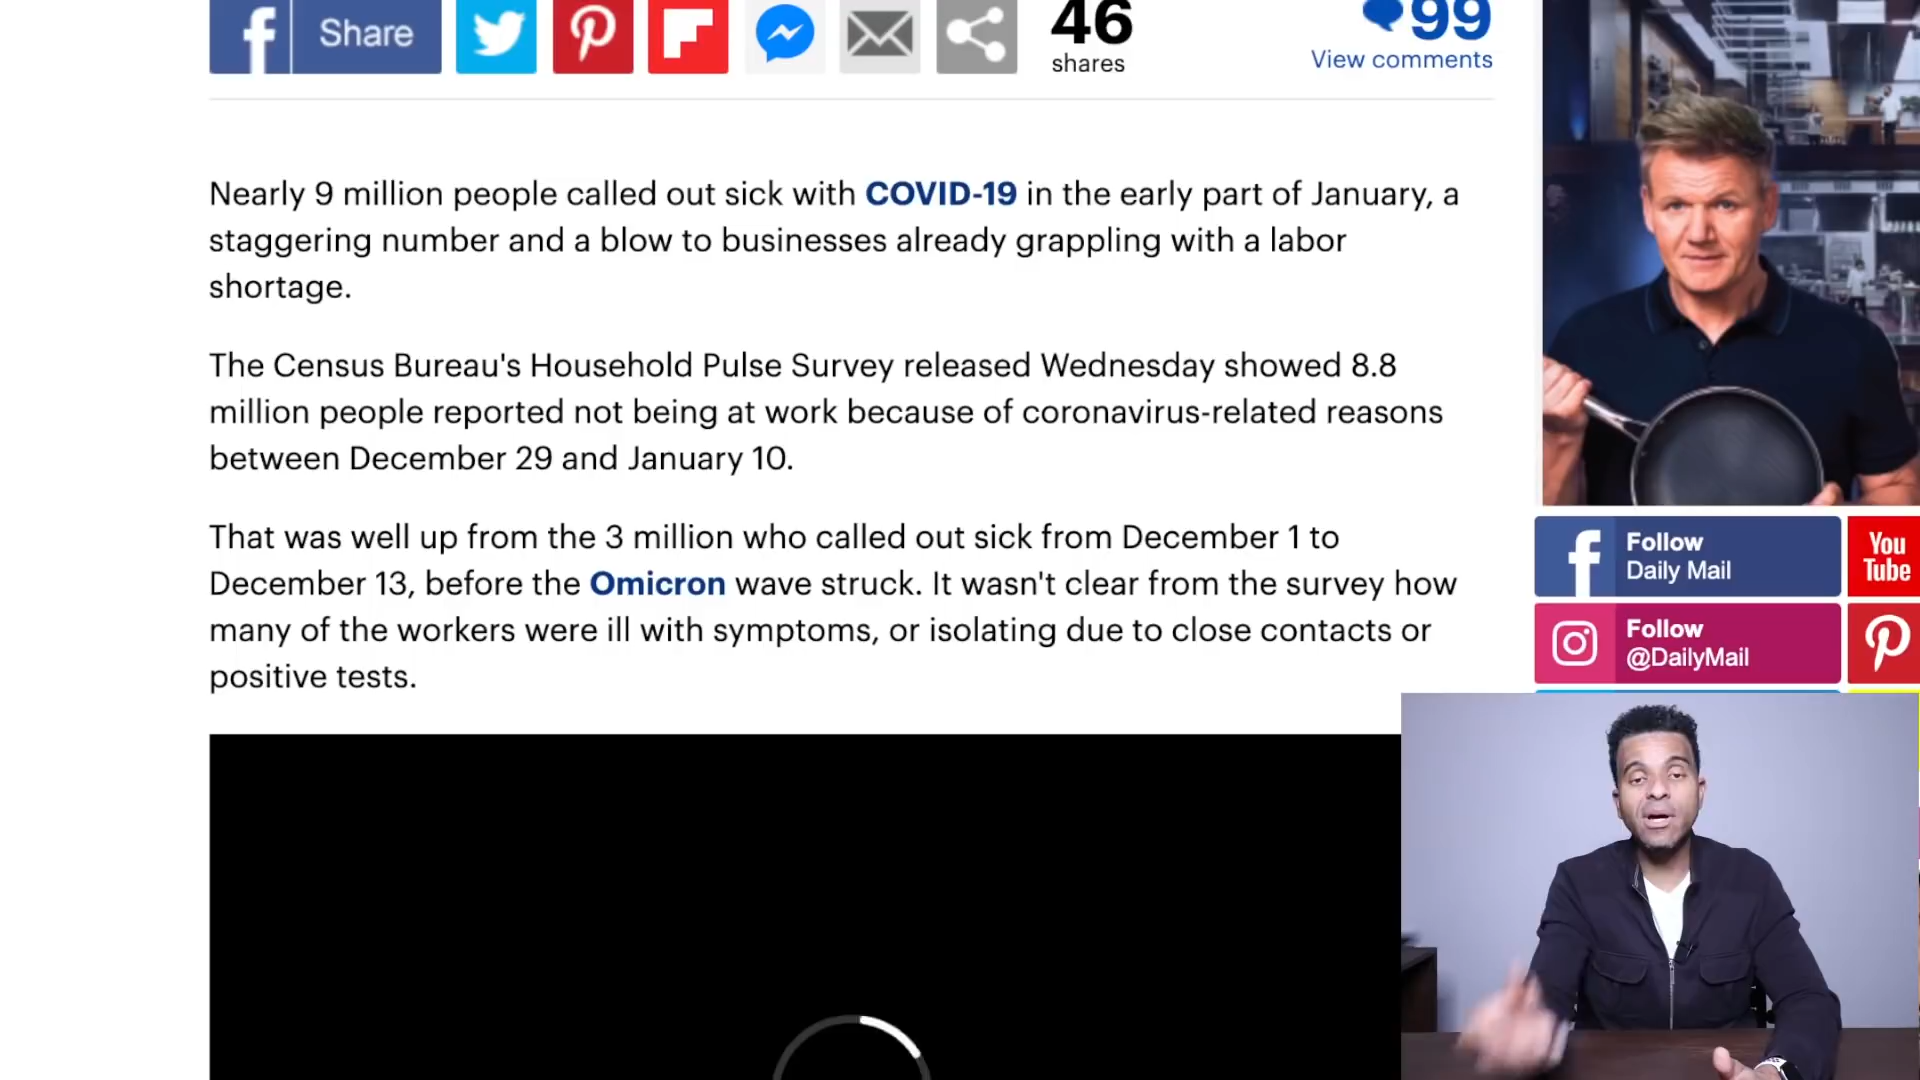 Share
46
shares
99
View comments
Nearly 9 million people called out sick with COVID-19 in the early part of January, a
staggering number and a blow to businesses already grappling with a labor
shortage.
The Census Bureau's Household Pulse Survey released Wednesday showed 8.8
million people reported not being at work because of coronavirus-related reasons
between December 29 and January 10.
That was well up from the 3 million who called out sick from December 1 to
December 13, before the Omicron wave struck. It wasn't clear from the survey how
many of the workers were ill with symptoms, or isolating due to close contacts or
positive tests.
Follow
Daily Mail
You
Tube
Follow
@DailyMail